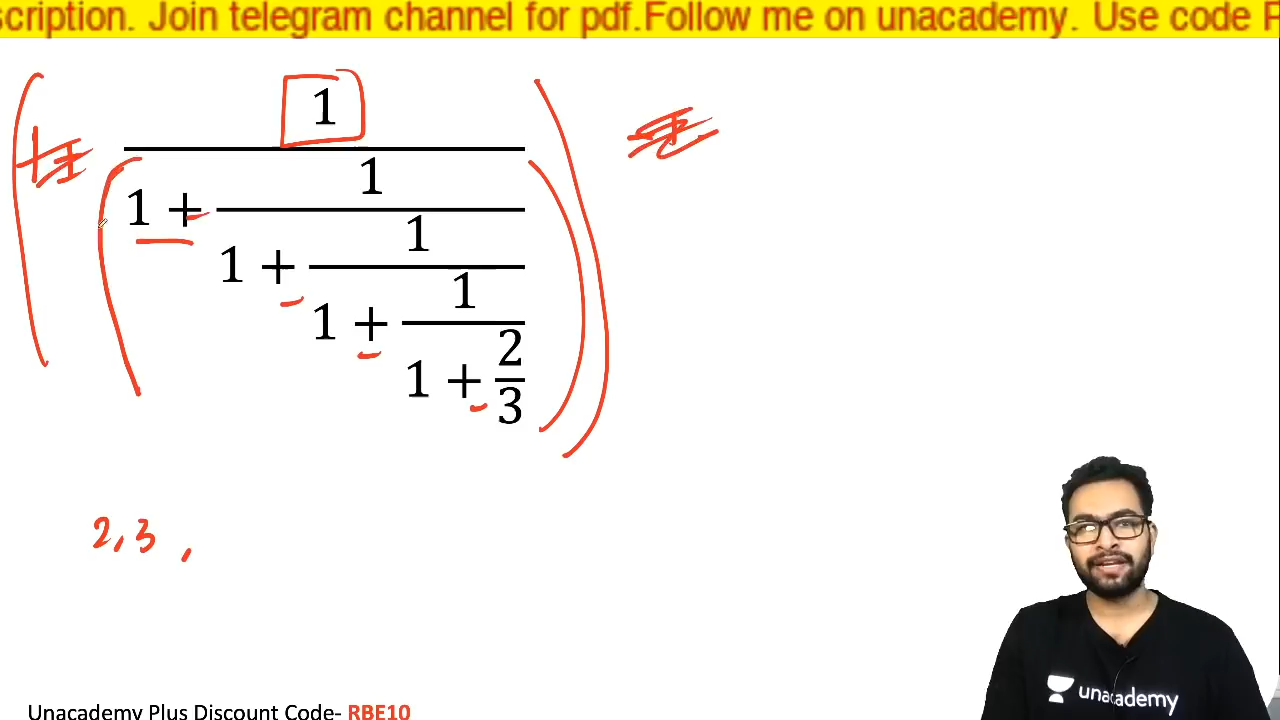 scription. Join telegram channel for pdf.Follow me on unacademy. Use code
1
1
1 +
1
1 +
1
1 +
2
1 +
3
2, 3 ,
unacademy
Unacademy Plus Discount Code- RBE10